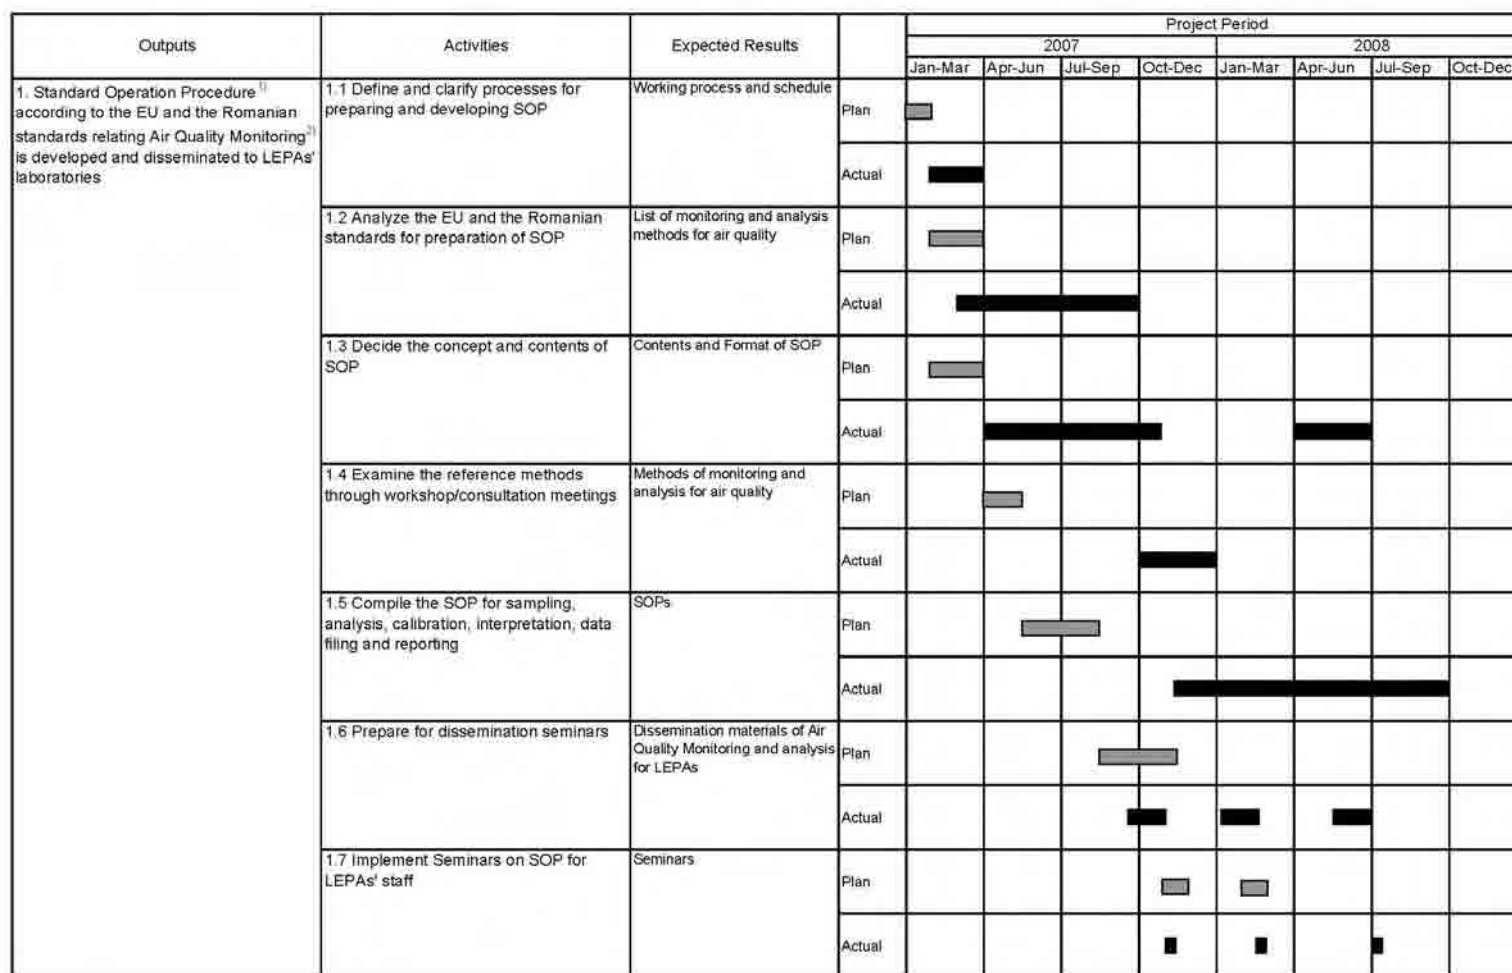 Outputs
Activities
Expected Results
Project Period
2007
2008
Jan-Mar
Apr-Jun
Jul-Sep
Oct-Dec
Jan-Mar
Apr-Jun
Jul-Sep
Oct-Dec
1. Standard Operation Procedure 1)
according to the EU and the Romanian
standards relating Air Quality Monitoring 2)
is developed and disseminated to LEPAs'
laboratories
1.1 Define and clarify processes for
preparing and developing SOP
Working process and schedule
Plan
Actual
1.2 Analyze the EU and the Romanian
standards for preparation of SOP
List of monitoring and analysis
methods for air quality
Plan
Actual
1.3 Decide the concept and contents of
SOP
Contents and Format of SOP
Plan
Actual
1.4 Examine the reference methods
through workshop/consultation meetings
Methods of monitoring and
analysis for air quality
Plan
Actual
1.5 Compile the SOP for sampling,
analysis, calibration, interpretation, data
filing and reporting
SOPs
Plan
Actual
1.6 Prepare for dissemination seminars
Dissemination materials of Air
Quality Monitoring and analysis
for LEPAs
Plan
Actual
1.7 Implement Seminars on SOP for
LEPAs' staff
Seminars
Plan
Actual